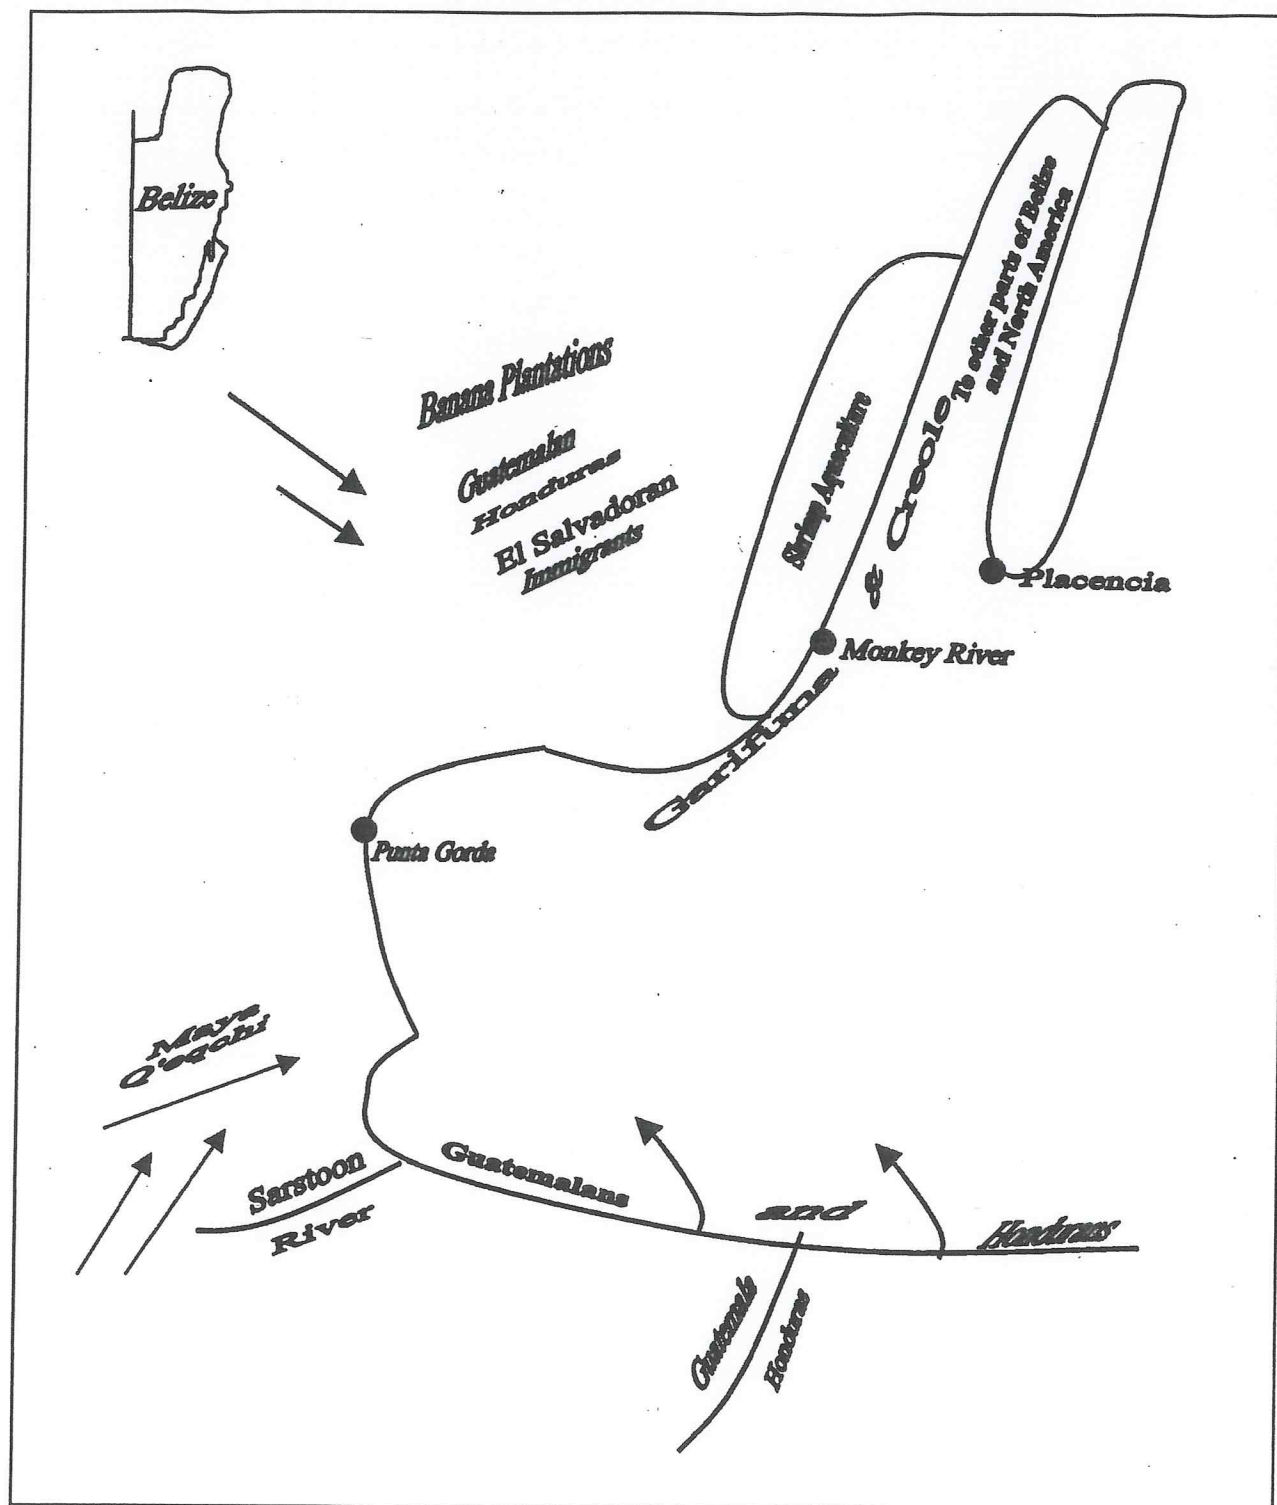 Belize
To other parts of Belize
and North America
Banana Plantations
Guatemalan
Honduras
El Salvadoran
Immigrants
Shrimp Aquaculture
Garifuna & Creole
Placencia
Monkey River
Punta Gorda
Maya
Q'eqchi
Sarstoon
River
Guatemalans and Hondurans
Guatemala
Honduras